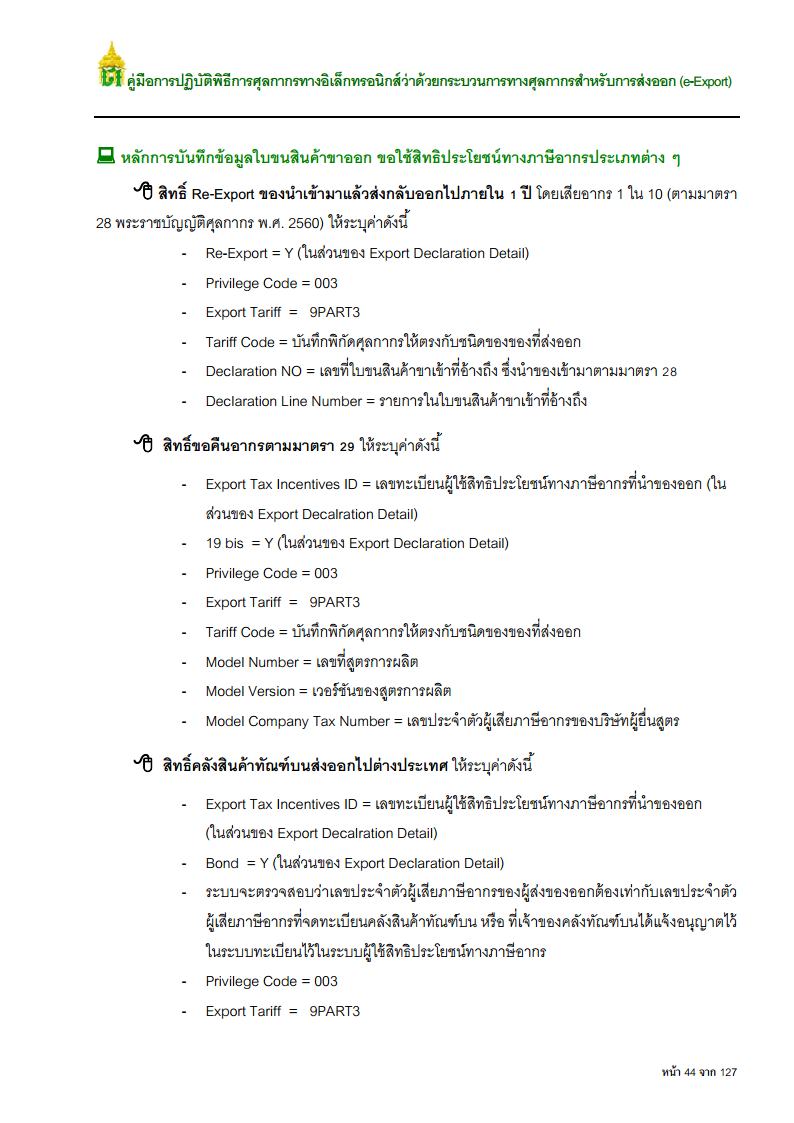 คู่มือการปฏิบัติพิธีการศุลกากรทางอิเล็กทรอนิกส์ว่าด้วยกระบวนการทางศุลกากรสำหรับการส่งออก (e-Export)
หลักการบันทึกข้อมูลใบขนสินค้าขาออก ขอใช้สิทธิประโยชน์ทางภาษีอากรประเภทต่าง ๆ
สิทธิ์ Re-Export ของนำเข้ามาแล้วส่งกลับออกไปภายใน 1 ปี โดยเสียอากร 1 ใน 10 (ตามมาตรา
28 พระราชบัญญัติศุลกากร พ.ศ. 2560) ให้ระบุค่าดังนี้
- Re-Export = Y (ในส่วนของ Export Declaration Detail)
- Privilege Code = 003
- Export Tariff = 9PART3
- Tariff Code = บันทึกพิกัดศุลกากรให้ตรงกับชนิดของของที่ส่งออก
- Declaration NO = เลขที่ใบขนสินค้าขาเข้าที่อ้างถึง ซึ่งนำของเข้ามาตามมาตรา 28
- Declaration Line Number = รายการในใบขนสินค้าขาเข้าที่อ้างถึง
สิทธิ์ขอคืนอากรตามมาตรา 29 ให้ระบุค่าดังนี้
- Export Tax Incentives ID = เลขทะเบียนผู้ใช้สิทธิประโยชน์ทางภาษีอากรที่นำของออก (ใน
ส่วนของ Export Decalration Detail)
- 19 bis = Y (ในส่วนของ Export Declaration Detail)
- Privilege Code = 003
- Export Tariff = 9PART3
- Tariff Code = บันทึกพิกัดศุลกากรให้ตรงกับชนิดของของที่ส่งออก
- Model Number = เลขที่สูตรการผลิต
- Model Version = เวอร์ชันของสูตรการผลิต
- Model Company Tax Number = เลขประจำตัวผู้เสียภาษีอากรของบริษัทผู้ยื่นสูตร
สิทธิ์คลังสินค้าทัณฑ์บนส่งออกไปต่างประเทศ ให้ระบุค่าดังนี้
- Export Tax Incentives ID = เลขทะเบียนผู้ใช้สิทธิประโยชน์ทางภาษีอากรที่นำของออก
(ในส่วนของ Export Decalration Detail)
- Bond = Y (ในส่วนของ Export Declaration Detail)
- ระบบจะตรวจสอบว่าเลขประจำตัวผู้เสียภาษีอากรของผู้ส่งของออกต้องเท่ากับเลขประจำตัว
ผู้เสียภาษีอากรที่จดทะเบียนคลังสินค้าทัณฑ์บน หรือ ที่เจ้าของคลังทัณฑ์บนได้แจ้งอนุญาตไว้
ในระบบทะเบียนไว้ในระบบผู้ใช้สิทธิประโยชน์ทางภาษีอากร
- Privilege Code = 003
- Export Tariff = 9PART3
หน้า 44 จาก 127